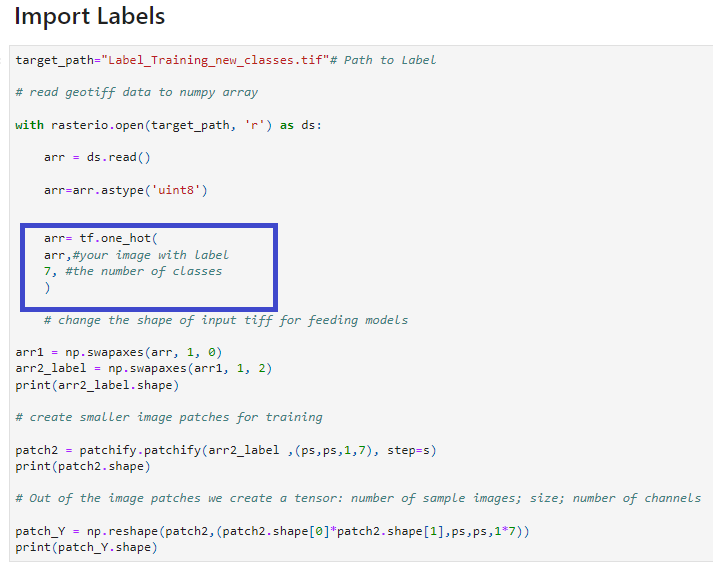 Import Labels
target_path="Label_Training_new_classes.tif"# Path to Label
# read geotiff data to numpy array
with rasterio.open(target_path, 'r') as ds:
    arr = ds.read()
    arr=arr.astype('uint8')
    arr= tf.one_hot(
    arr,#your image with label
    7, #the number of classes
    )
    # change the shape of input tiff for feeding models
arr1 = np.swapaxes(arr, 1, 0)
arr2_label = np.swapaxes(arr1, 1, 2)
print(arr2_label.shape)
# create smaller image patches for training
patch2 = patchify.patchify(arr2_label ,(ps,ps,1,7), step=s)
print(patch2.shape)
# Out of the image patches we create a tensor: number of sample images; size; number of channels
patch_Y = np.reshape(patch2,(patch2.shape[0]*patch2.shape[1],ps,ps,1*7))
print(patch_Y.shape)